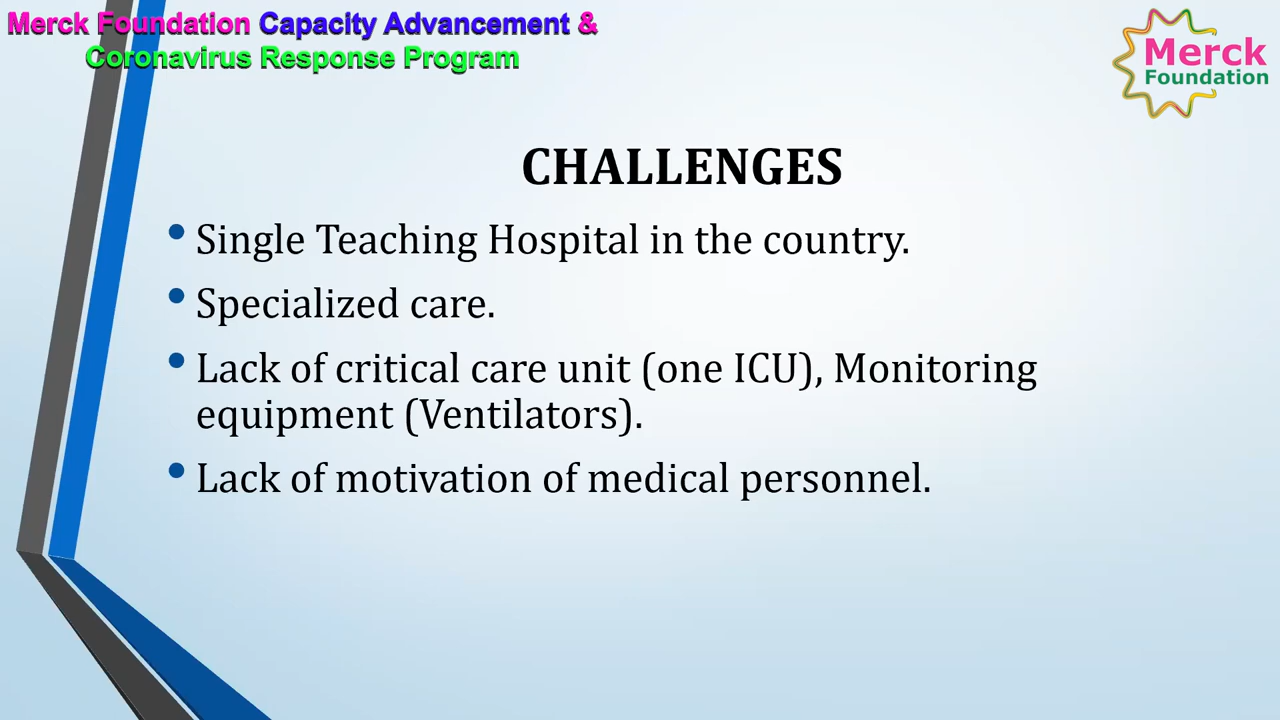 Merck Foundation Capacity Advancement &
Coronavirus Response Program
Merck
Foundation
CHALLENGES
• Single Teaching Hospital in the country.
• Specialized care.
• Lack of critical care unit (one ICU), Monitoring
equipment (Ventilators).
• Lack of motivation of medical personnel.